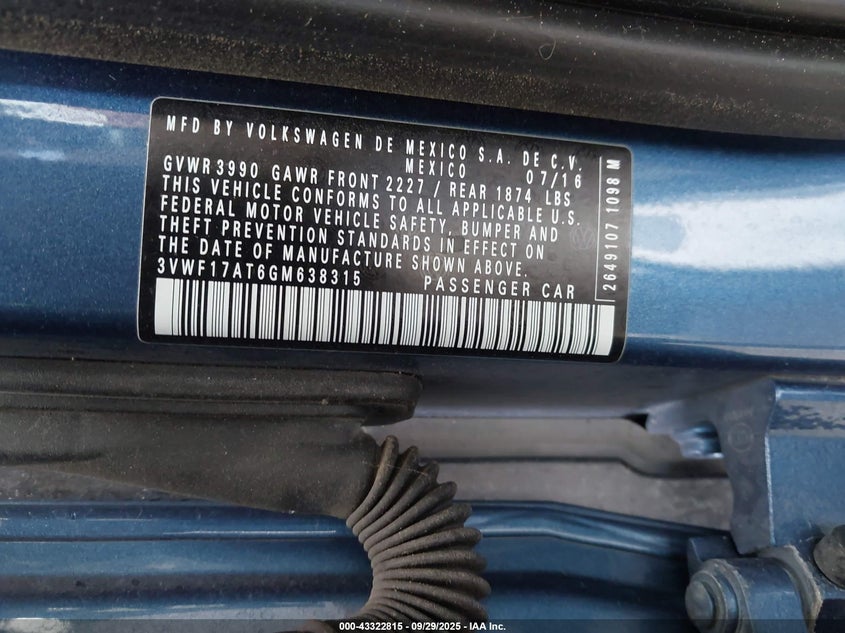 MFD BY VOLKSWAGEN DE MEXICO S.A. DE C.V.
MEXICO 07/16
GVWR3990 GAWR FRONT 2227 / REAR 1874 LBS
THIS VEHICLE CONFORMS TO ALL APPLICABLE U.S.
FEDERAL MOTOR VEHICLE SAFETY, BUMPER AND
THEFT PREVENTION STANDARDS IN EFFECT ON
THE DATE OF MANUFACTURE SHOWN ABOVE.
3VWF17AT6GM638315 PASSENGER CAR
2649107 1098 M
000-43322815 - 09/29/2025 - IAA Inc.